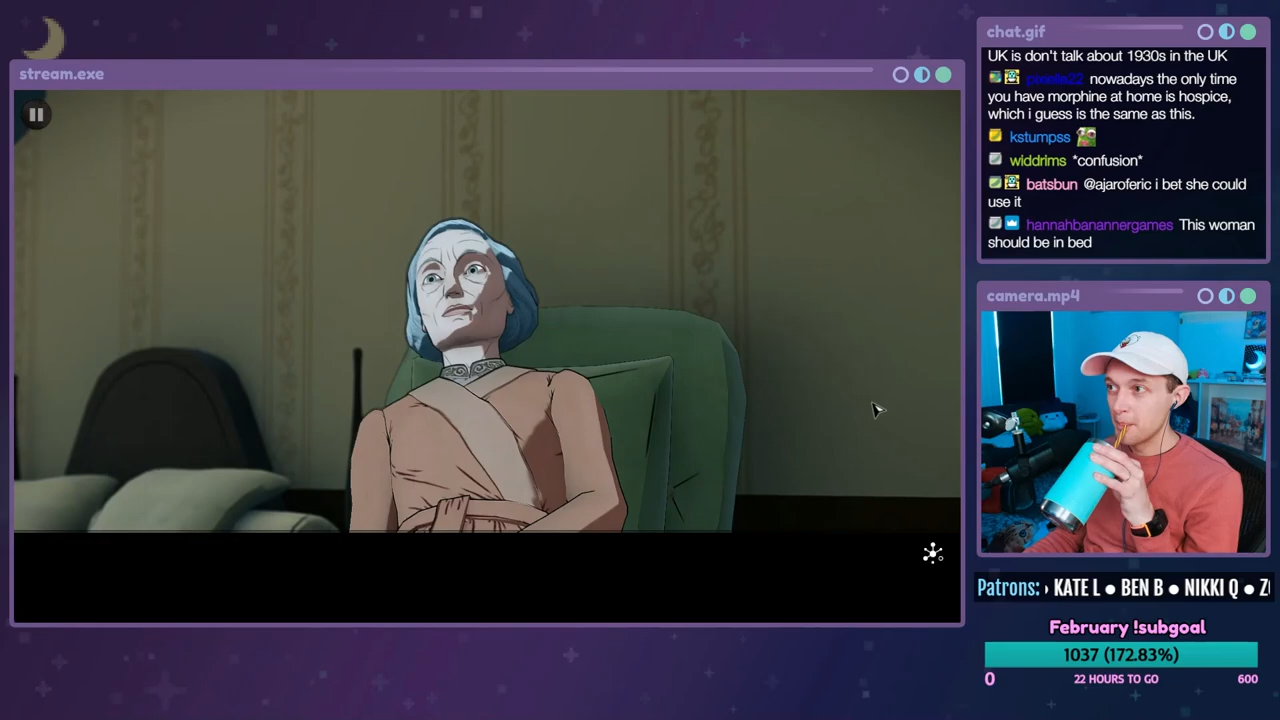 stream.exe
chat.gif
UK is don't talk about 1930s in the UK
nowadays the only time
you have morphine at home is hospice,
which i guess is the same as this.
kstumpss
widdrims *confusion*
batsbun @ajaroferic i bet she could
use it
hannahbanannergames This woman
should be in bed
camera.mp4
Patrons: KATE L ● BEN B ● NIKKI Q ●
February !subgoal
1037 (172.83%)
0 22 HOURS TO GO 600